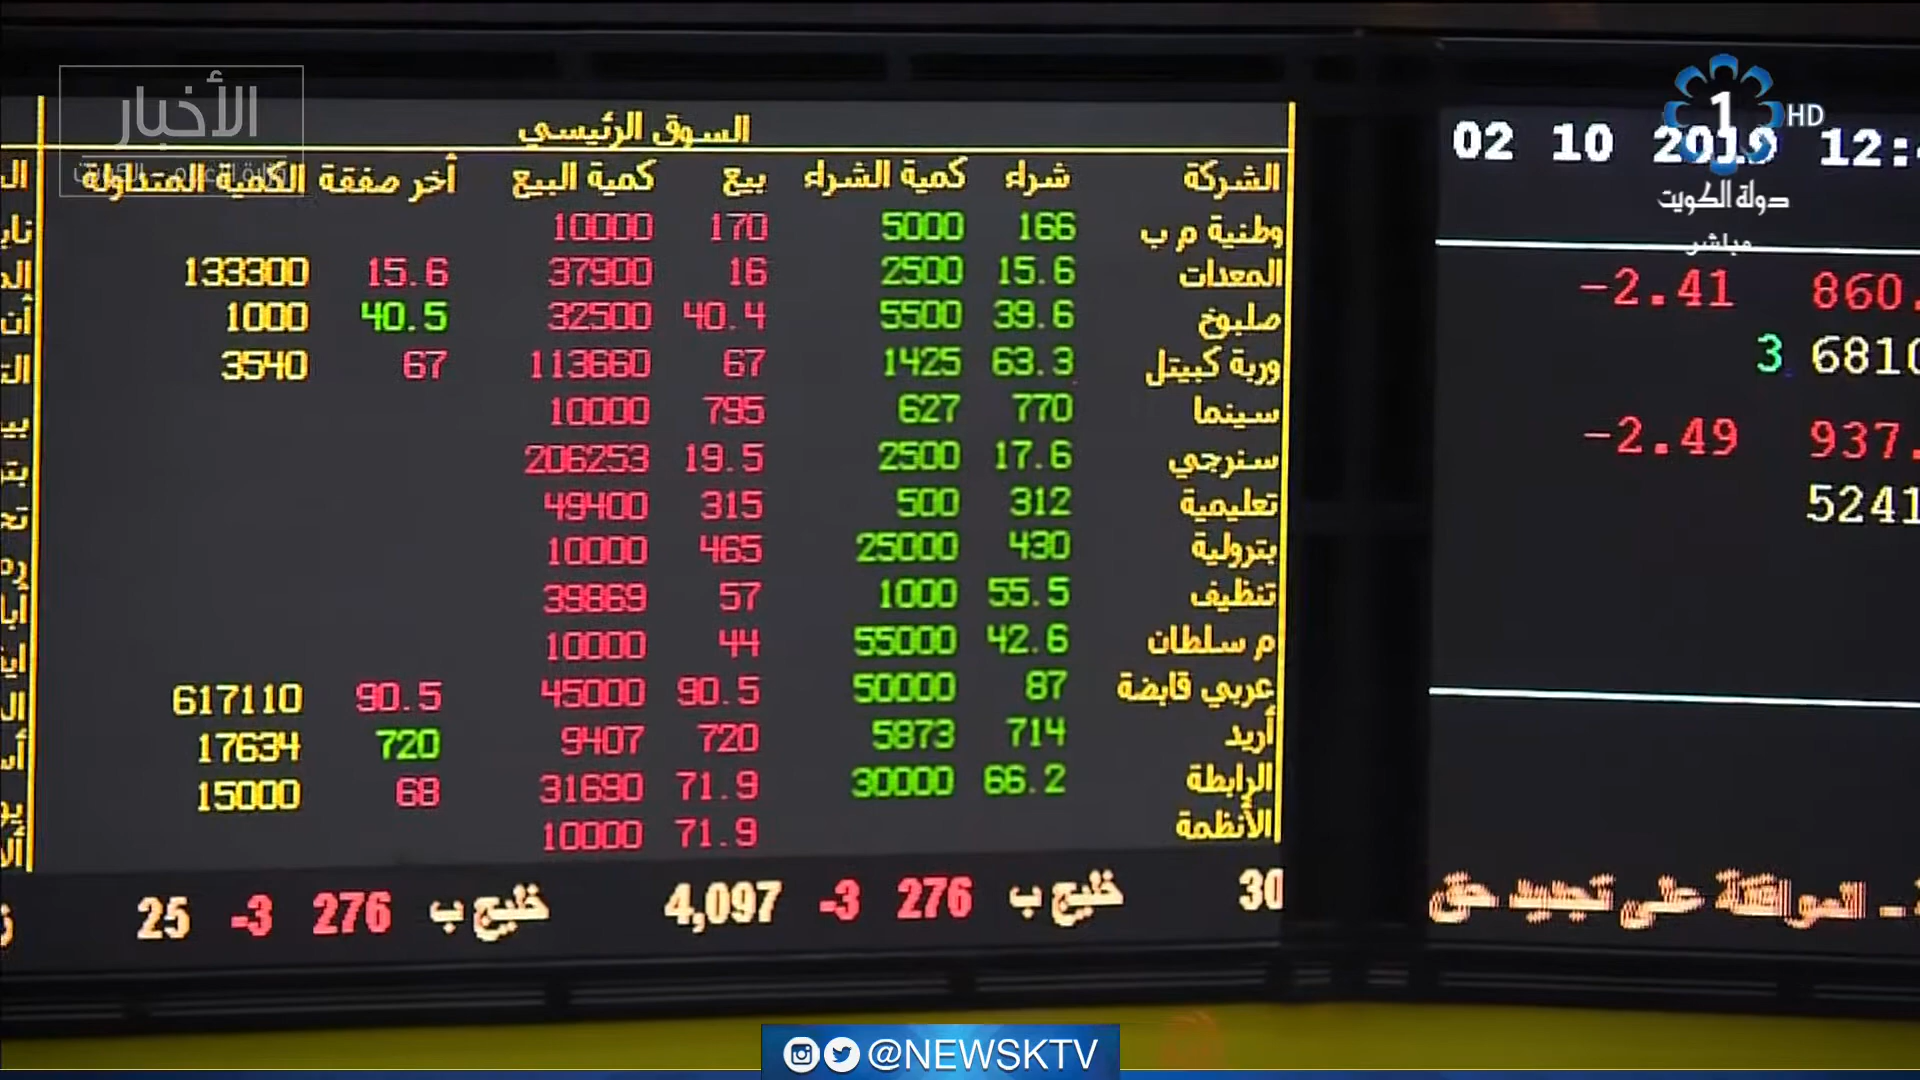 الأخبار
1 HD
دولة الكويت
مباشر
02 10 2019 12:
السوق الرئيسي
الشركة شراء كمية الشراء بيع كمية البيع أخر صفقة الكمية المتداولة
وطنية م ب 166 5000 170 10000
المعدات 15.6 2500 16 37900 15.6 133300
صلبوخ 39.6 5500 40.4 32500 40.5 1000
وربة كبيتل 63.3 1425 67 113660 67 3540
سينما 770 627 795 10000
سنرجي 17.6 2500 19.5 206253
تعليمية 312 500 315 49400
بترولية 430 25000 465 10000
تنظيف 55.5 1000 57 39869
م سلطان 42.6 55000 44 10000
عربي قابضة 87 50000 90.5 45000 90.5 617110
أريد 714 5873 720 9407 720 17634
الرابطة 66.2 30000 71.9 31690 68 15000
الأنظمة 71.9 10000
30 خليج ب 276 -3 4,097 خليج ب 276 -3 25
860. -2.41
6810 3
937. -2.49
5241
الموافقة على تجديد حق
@NEWSKTV